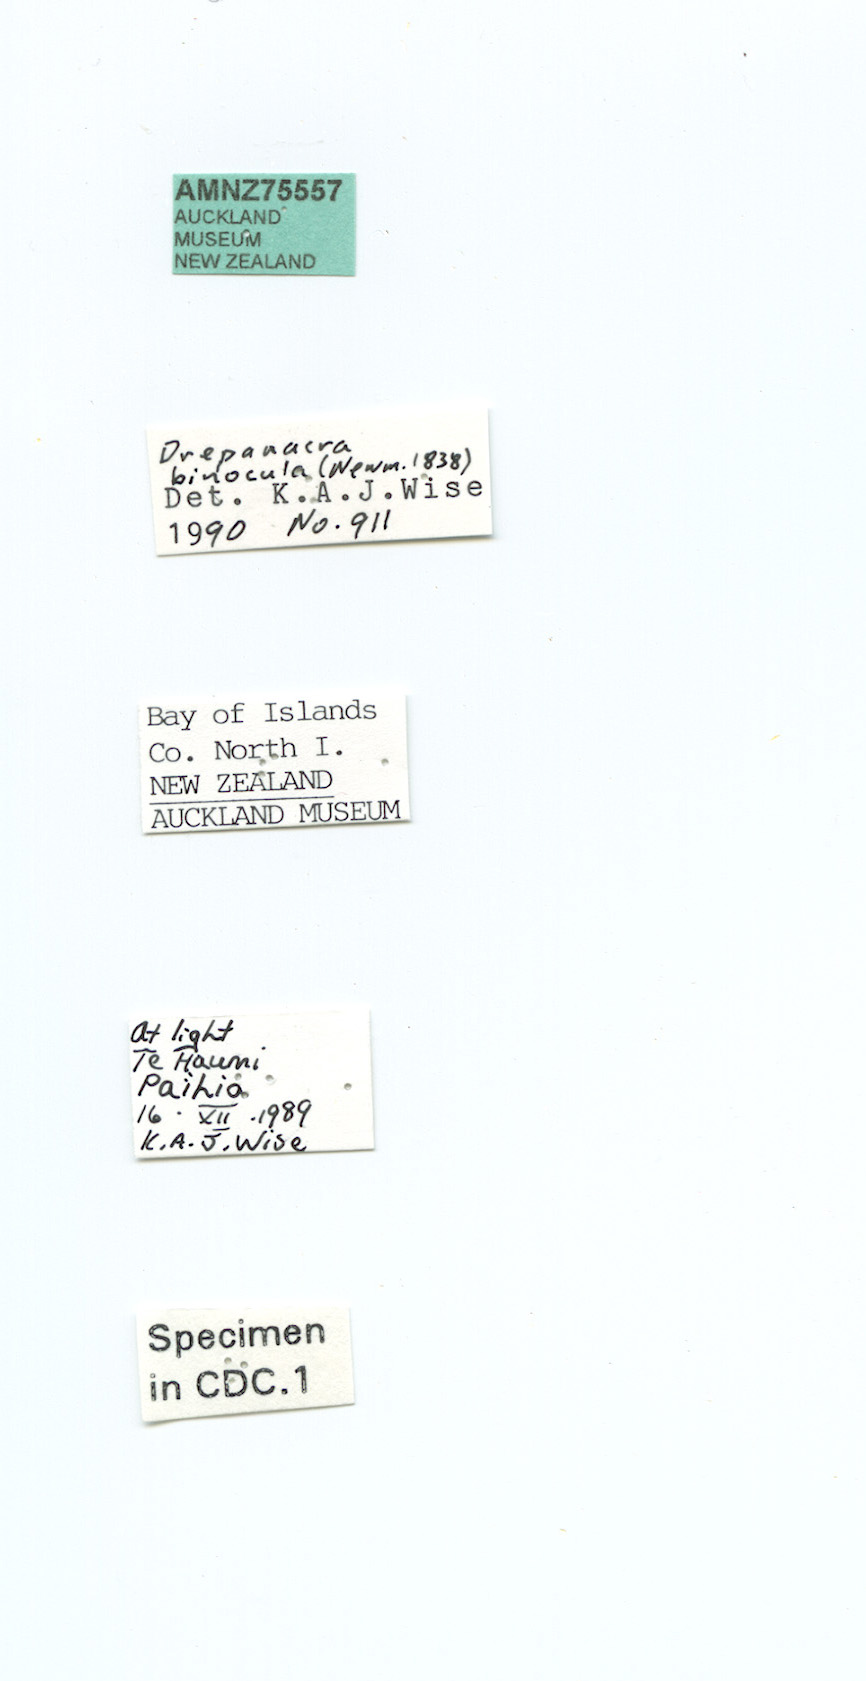 AMNZ75557
AUCKLAND
MUSEUM
NEW ZEALAND
Drepanacra
binocula (Newm. 1838)
Det. K.A.J.Wise
1990 No. 911
Bay of Islands
Co. North I.
NEW ZEALAND
AUCKLAND MUSEUM
At light
Te Haumi
Paihia
16 . XII . 1989
K.A.J. Wise
Specimen
in CDC.1